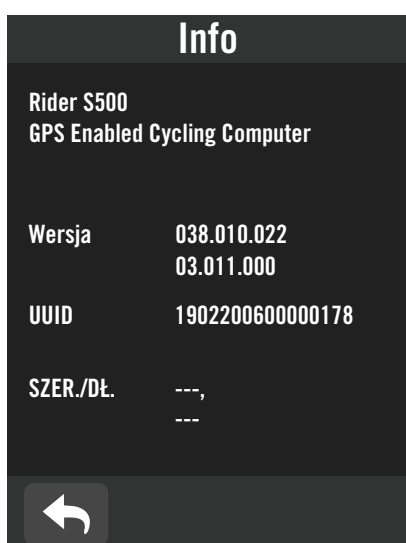 Info
Rider S500
GPS Enabled Cycling Computer
Wersja 038.010.022
03.011.000
UUID 1902200600000178
SZER./DŁ. ---,
---